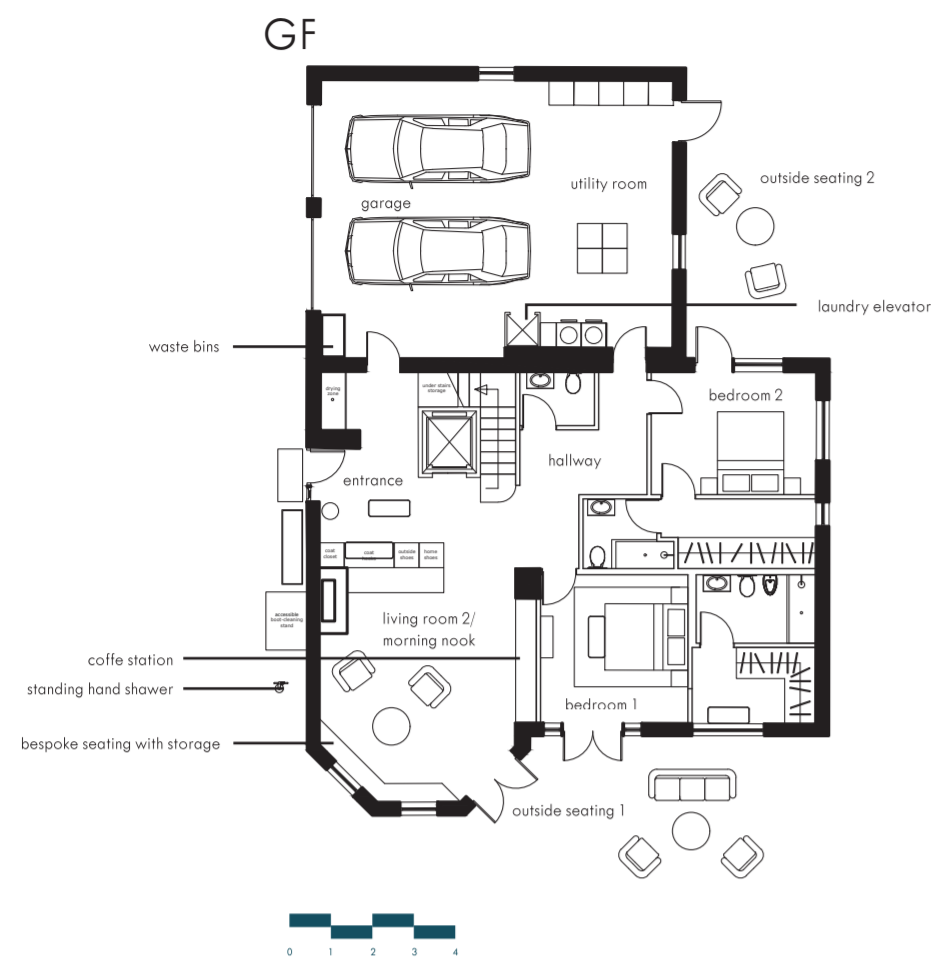 GF
utility room
outside seating 2
garage
laundry elevator
waste bins
under stairs
storage
drying
zone
bedroom 2
hallway
entrance
coat
closet
coat
outside
shoes
home
shoes
accessible
boot-cleaning
stand
living room 2/
morning nook
coffe station
standing hand shawer
bedroom 1
bespoke seating with storage
outside seating 1
0 1 2 3 4